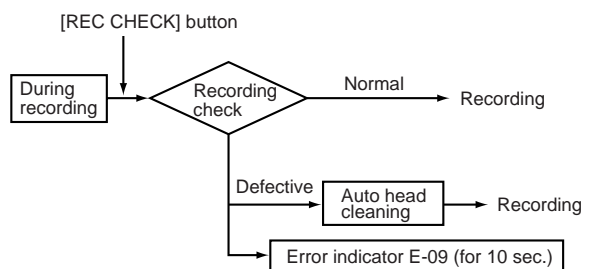 [REC CHECK] button
During
recording
Recording
check
Normal
Recording
Defective
Auto head
cleaning
Recording
Error indicator E-09 (for 10 sec.)